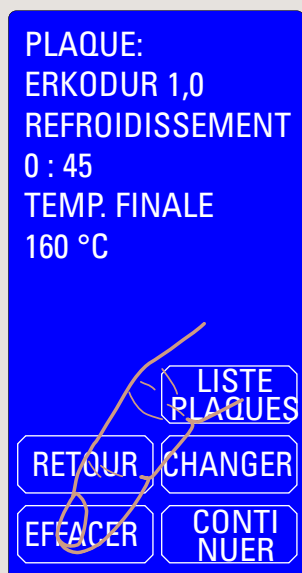 PLAQUE:
ERKODUR 1,0
REFROIDISSEMENT
0 : 45
TEMP. FINALE
160 °C
LISTE
PLAQUES
RETOUR
CHANGER
EFFACER
CONTI
NUER